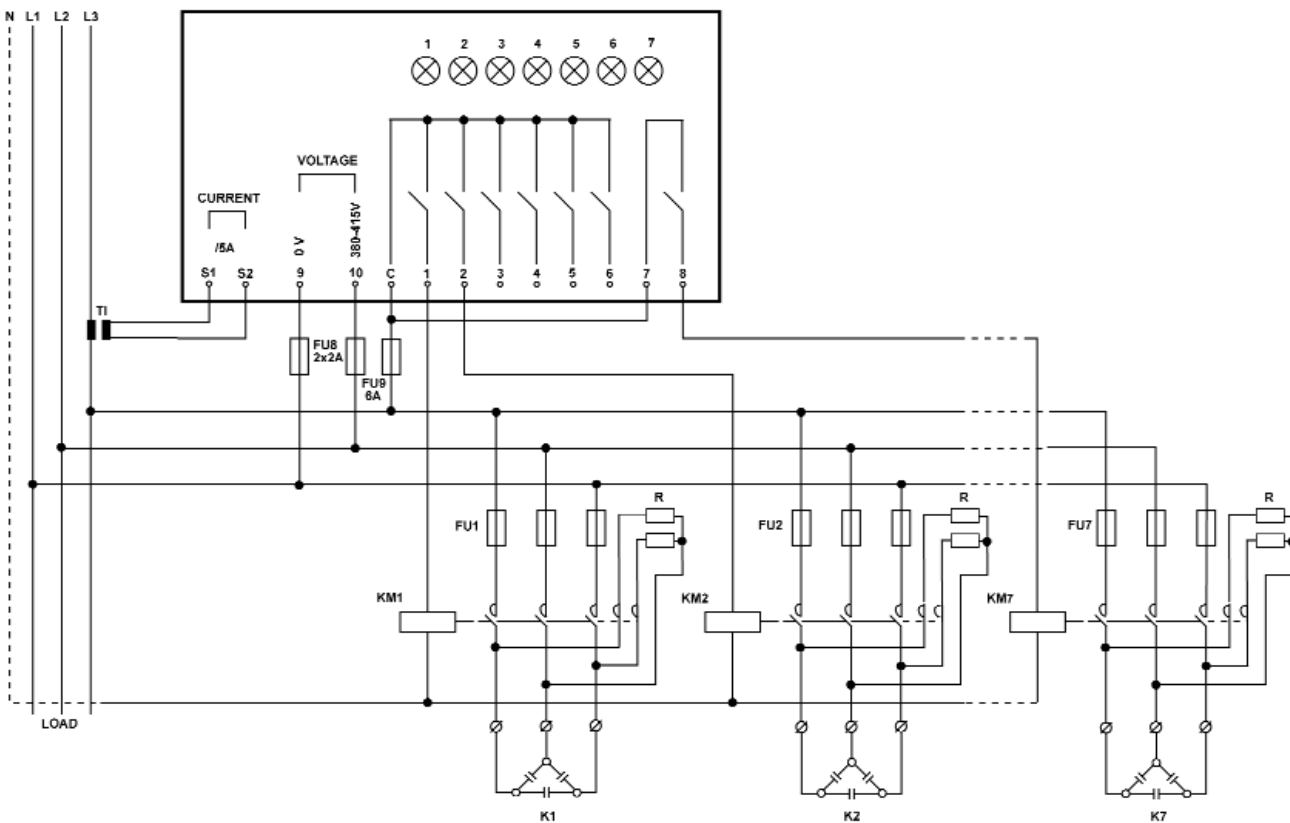 N L1 L2 L3
1 2 3 4 5 6 7
VOLTAGE
CURRENT
/5A
0 V
380-415V
S1 S2 9 10 C 1 2 3 4 5 6 7 8
TI
FU8
2x2A
FU9
6A
R R R
FU1 FU2 FU7
KM1 KM2 KM7
LOAD
K1 K2 K7